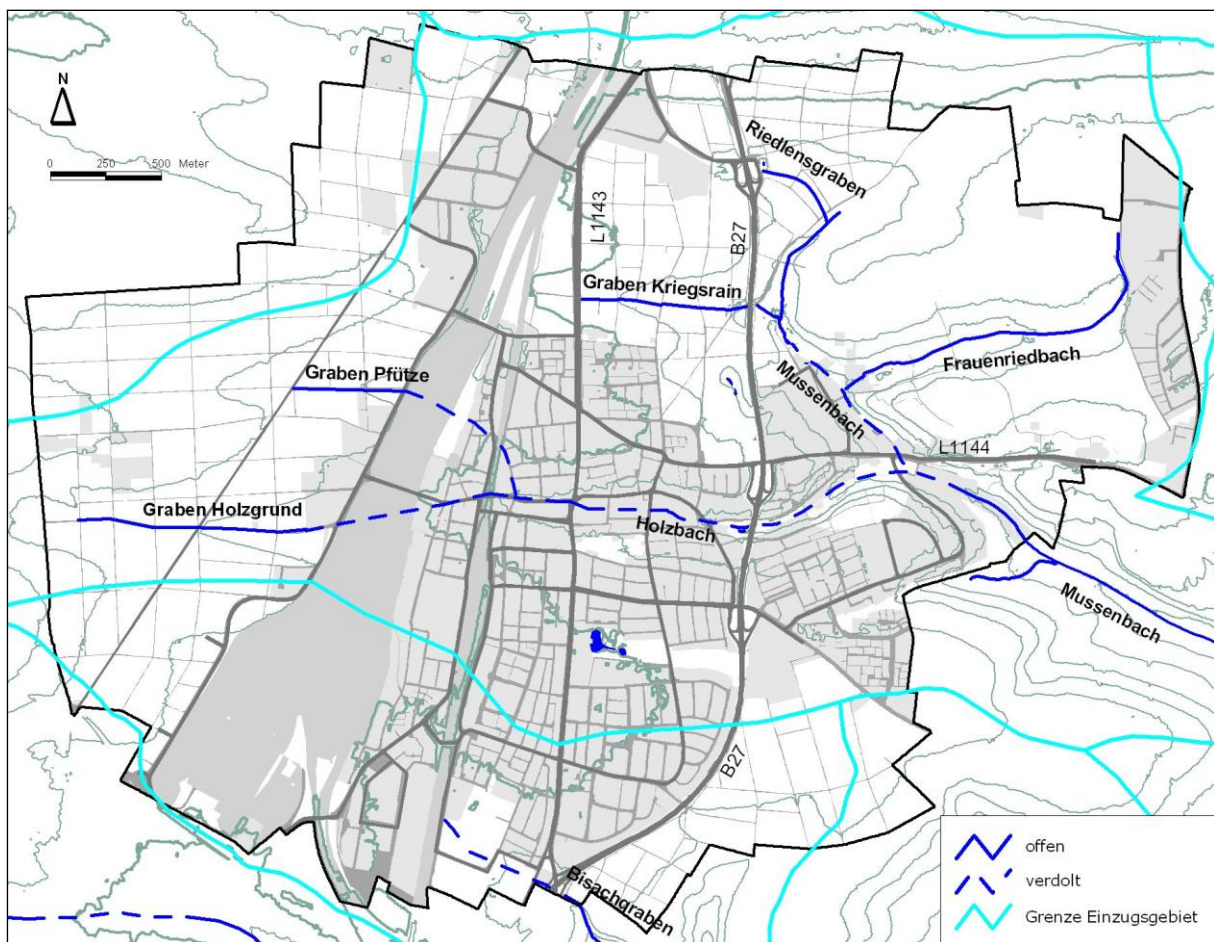 N
0 250 500 Meter
Riedlensgraben
L1143
B27
Graben Kriegsrain
Graben Pfütze
Mussenbach
Frauenriedbach
L1144
Graben Holzgrund
Holzbach
Mussenbach
B27
Bisachgraben
offen
verdolt
Grenze Einzugsgebiet